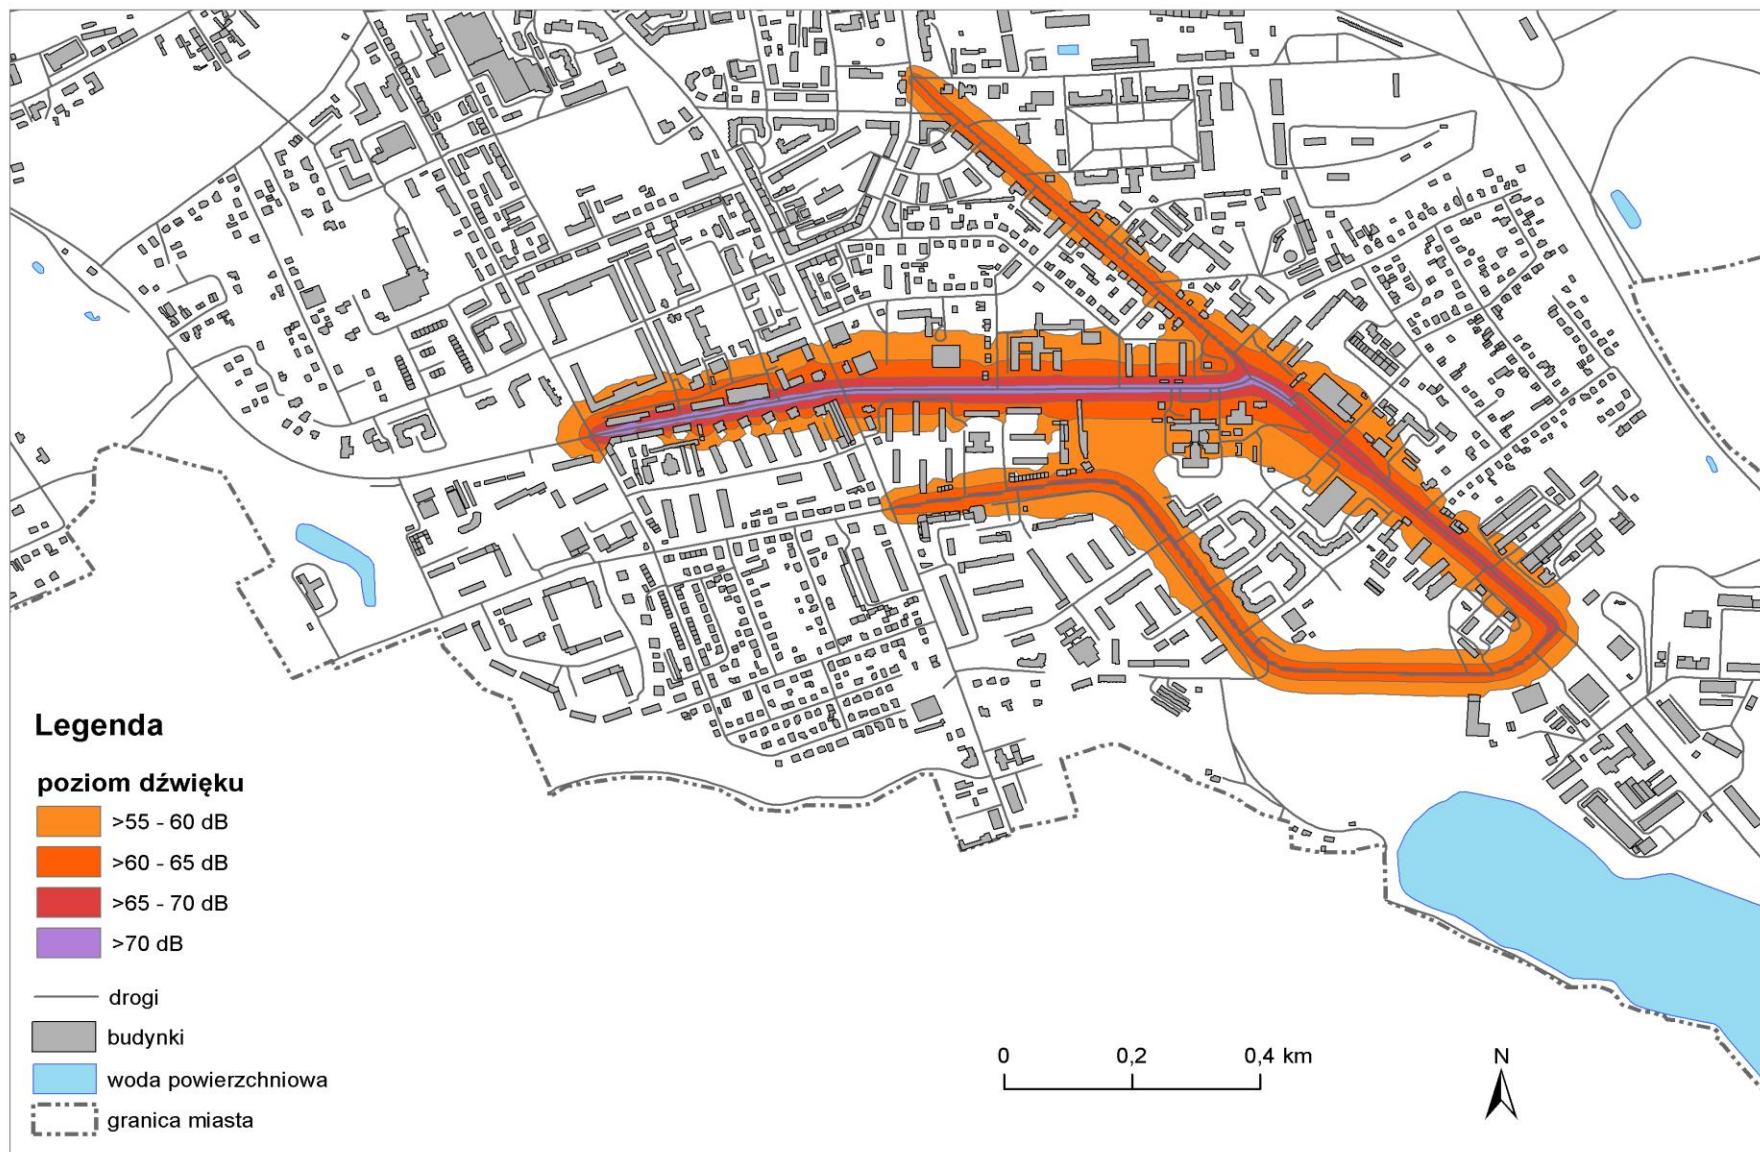 Legenda
poziom dźwięku
>55 - 60 dB
>60 - 65 dB
>65 - 70 dB
>70 dB
drogi
budynki
woda powierzchniowa
granica miasta
0 0,2 0,4 km
N